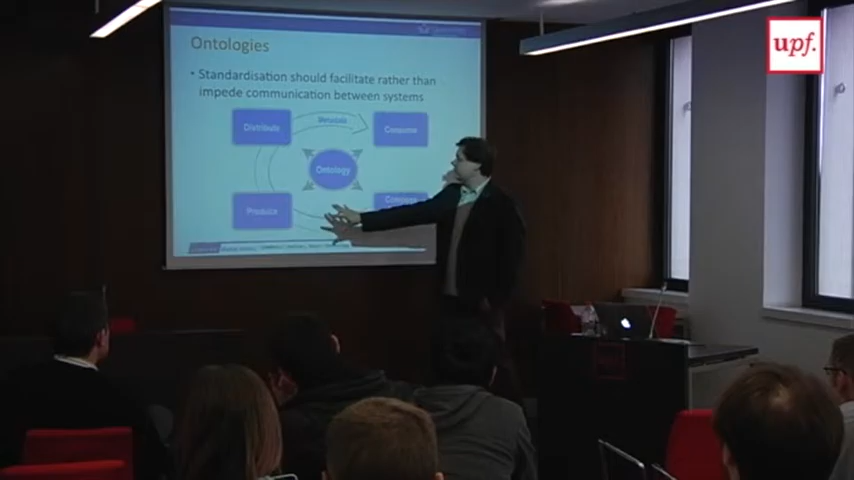 upf.
Ontologies
• Standardisation should facilitate rather than
impede communication between systems
Distribute
Metadata
Consume
Ontology
Produce